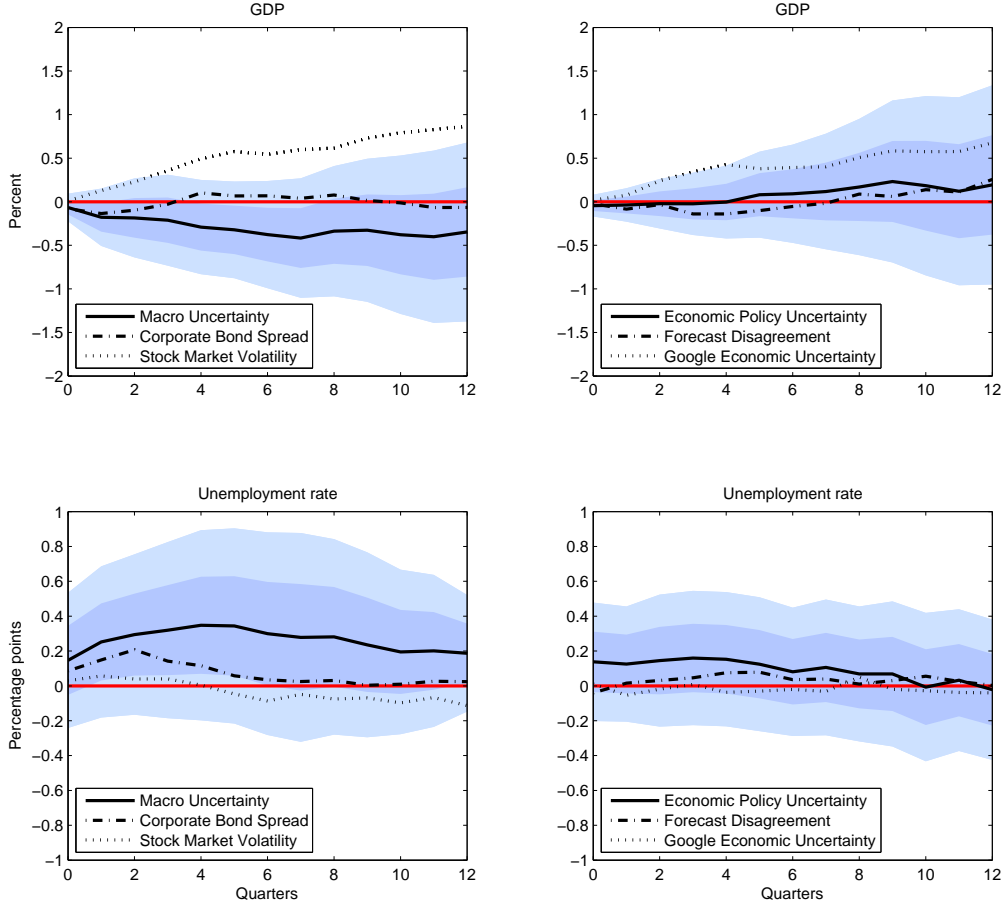 GDP
2
1.5
1
0.5
0
−0.5
−1
−1.5
−2
Percent
Macro Uncertainty
Corporate Bond Spread
Stock Market Volatility
0 2 4 6 8 10 12
GDP
2
1.5
1
0.5
0
−0.5
−1
−1.5
−2
Economic Policy Uncertainty
Forecast Disagreement
Google Economic Uncertainty
0 2 4 6 8 10 12
Unemployment rate
1
0.8
0.6
0.4
0.2
0
−0.2
−0.4
−0.6
−0.8
−1
Percentage points
Macro Uncertainty
Corporate Bond Spread
Stock Market Volatility
0 2 4 6 8 10 12
Quarters
Unemployment rate
1
0.8
0.6
0.4
0.2
0
−0.2
−0.4
−0.6
−0.8
−1
Economic Policy Uncertainty
Forecast Disagreement
Google Economic Uncertainty
0 2 4 6 8 10 12
Quarters